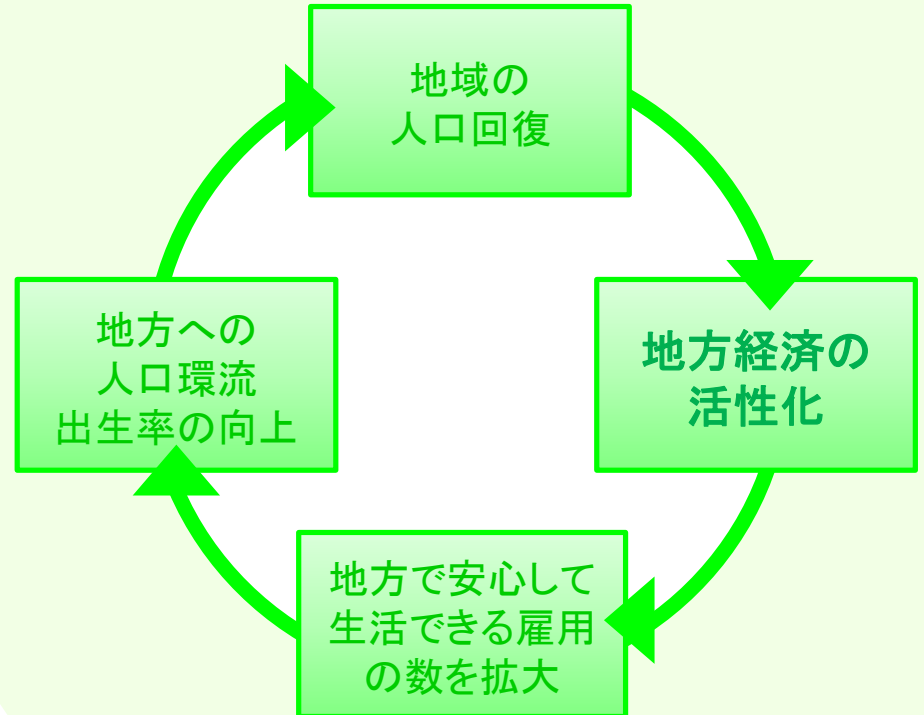 地域の
人口回復
地方経済の
活性化
地方で安心して
生活できる雇用
の数を拡大
地方への
人口環流
出生率の向上